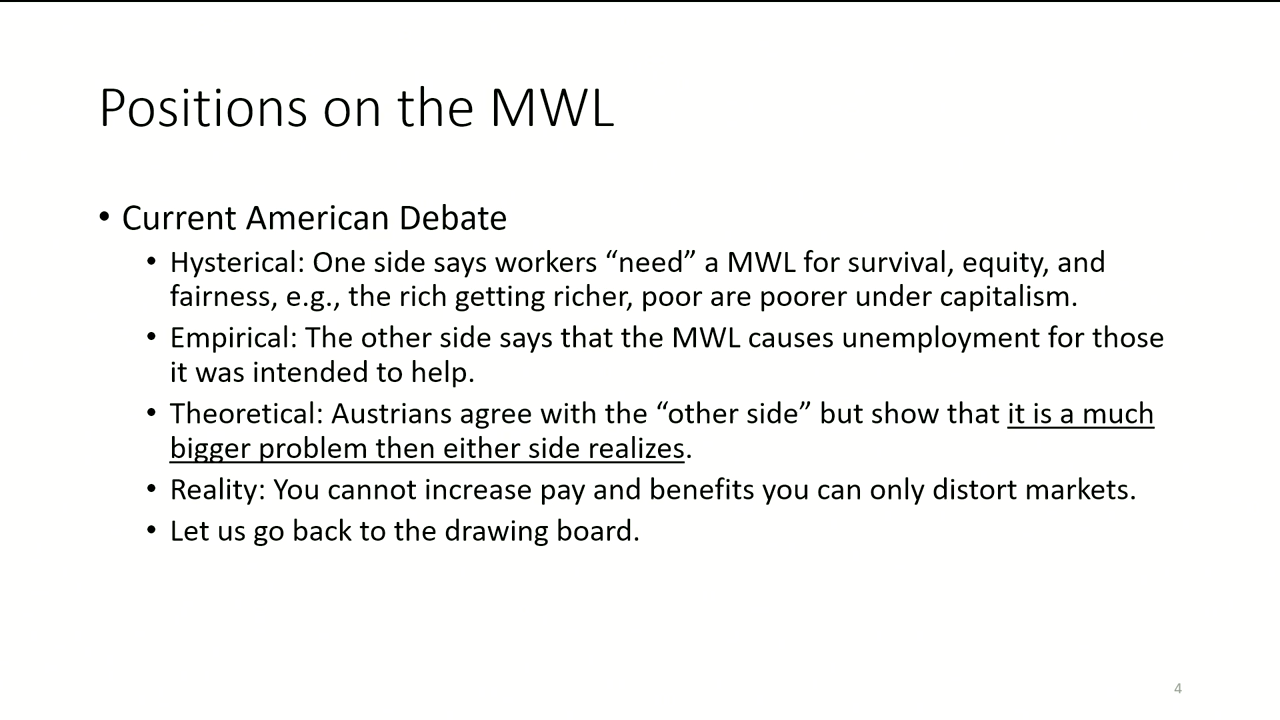 Positions on the MWL
• Current American Debate
• Hysterical: One side says workers “need” a MWL for survival, equity, and
fairness, e.g., the rich getting richer, poor are poorer under capitalism.
• Empirical: The other side says that the MWL causes unemployment for those
it was intended to help.
• Theoretical: Austrians agree with the “other side” but show that it is a much
bigger problem then either side realizes.
• Reality: You cannot increase pay and benefits you can only distort markets.
• Let us go back to the drawing board.
4